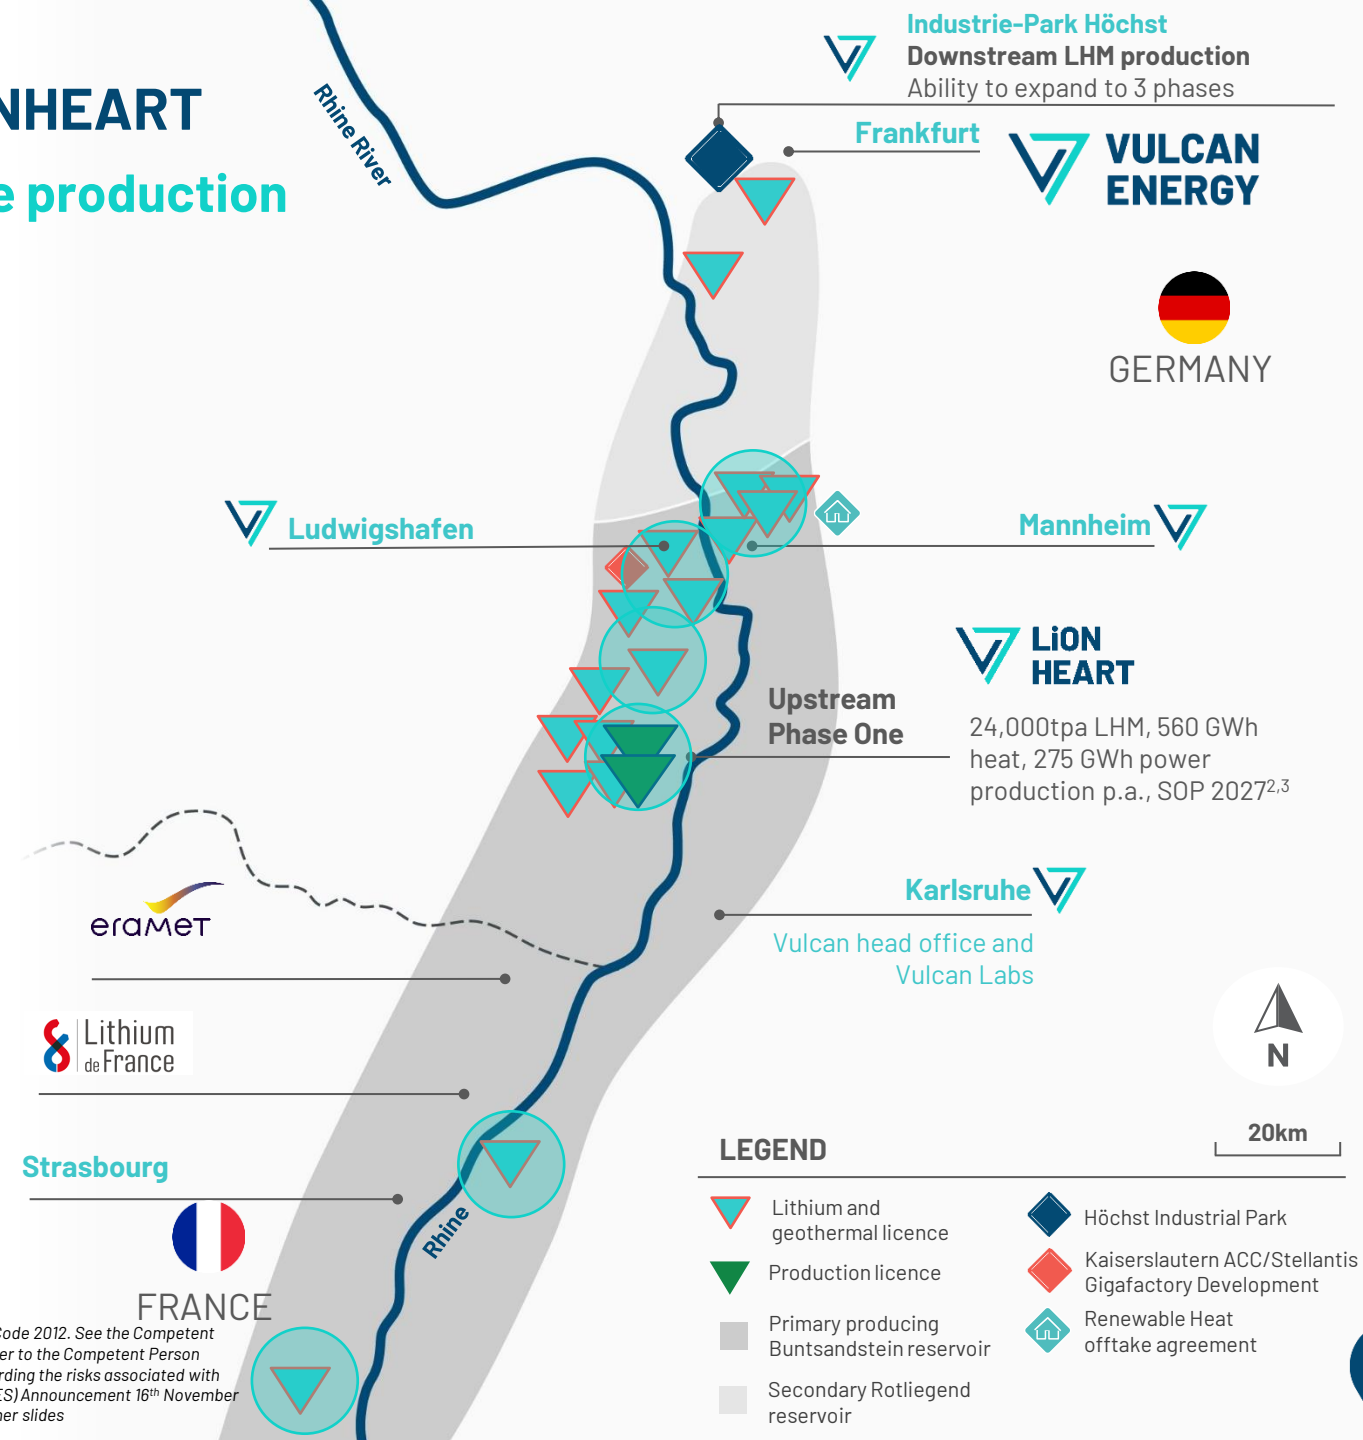 Industrie-Park Höchst
Downstream LHM production
Ability to expand to 3 phases
NHEART
e production
Rhine River
Frankfurt
VULCAN
ENERGY
GERMANY
Ludwigshafen
Mannheim
LiON
HEART
Upstream
Phase One
24,000tpa LHM, 560 GWh
heat, 275 GWh power
production p.a., SOP 2027²,³
eramet
Karlsruhe
Vulcan head office and
Vulcan Labs
Lithium
de France
N
20km
Strasbourg
Rhine
FRANCE
LEGEND
Lithium and
geothermal licence
Production licence
Primary producing
Buntsandstein reservoir
Secondary Rotliegend
reservoir
Höchst Industrial Park
Kaiserslautern ACC/Stellantis
Gigafactory Development
Renewable Heat
offtake agreement
Code 2012. See the Competent
er to the Competent Person
rding the risks associated with
ES) Announcement 16th November
her slides